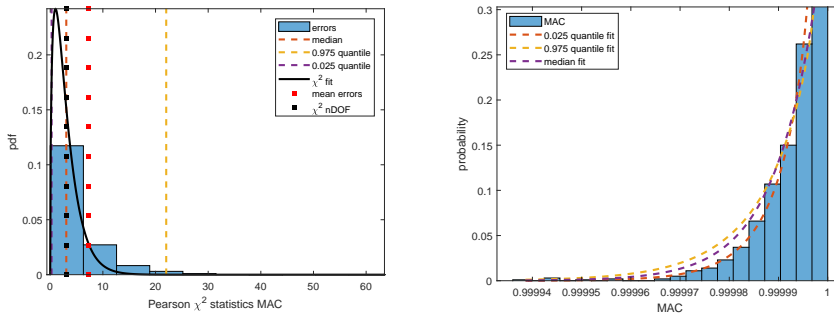 errors
median
0.975 quantile
0.025 quantile
χ² fit
mean errors
χ² nDOF
pdf
0.2
0.15
0.1
0.05
0
0 10 20 30 40 50 60
Pearson χ² statistics MAC
MAC
0.025 quantile fit
0.975 quantile fit
median fit
probability
0.3
0.25
0.2
0.15
0.1
0.05
0
0.99994 0.99995 0.99996 0.99997 0.99998 0.99999 1
MAC